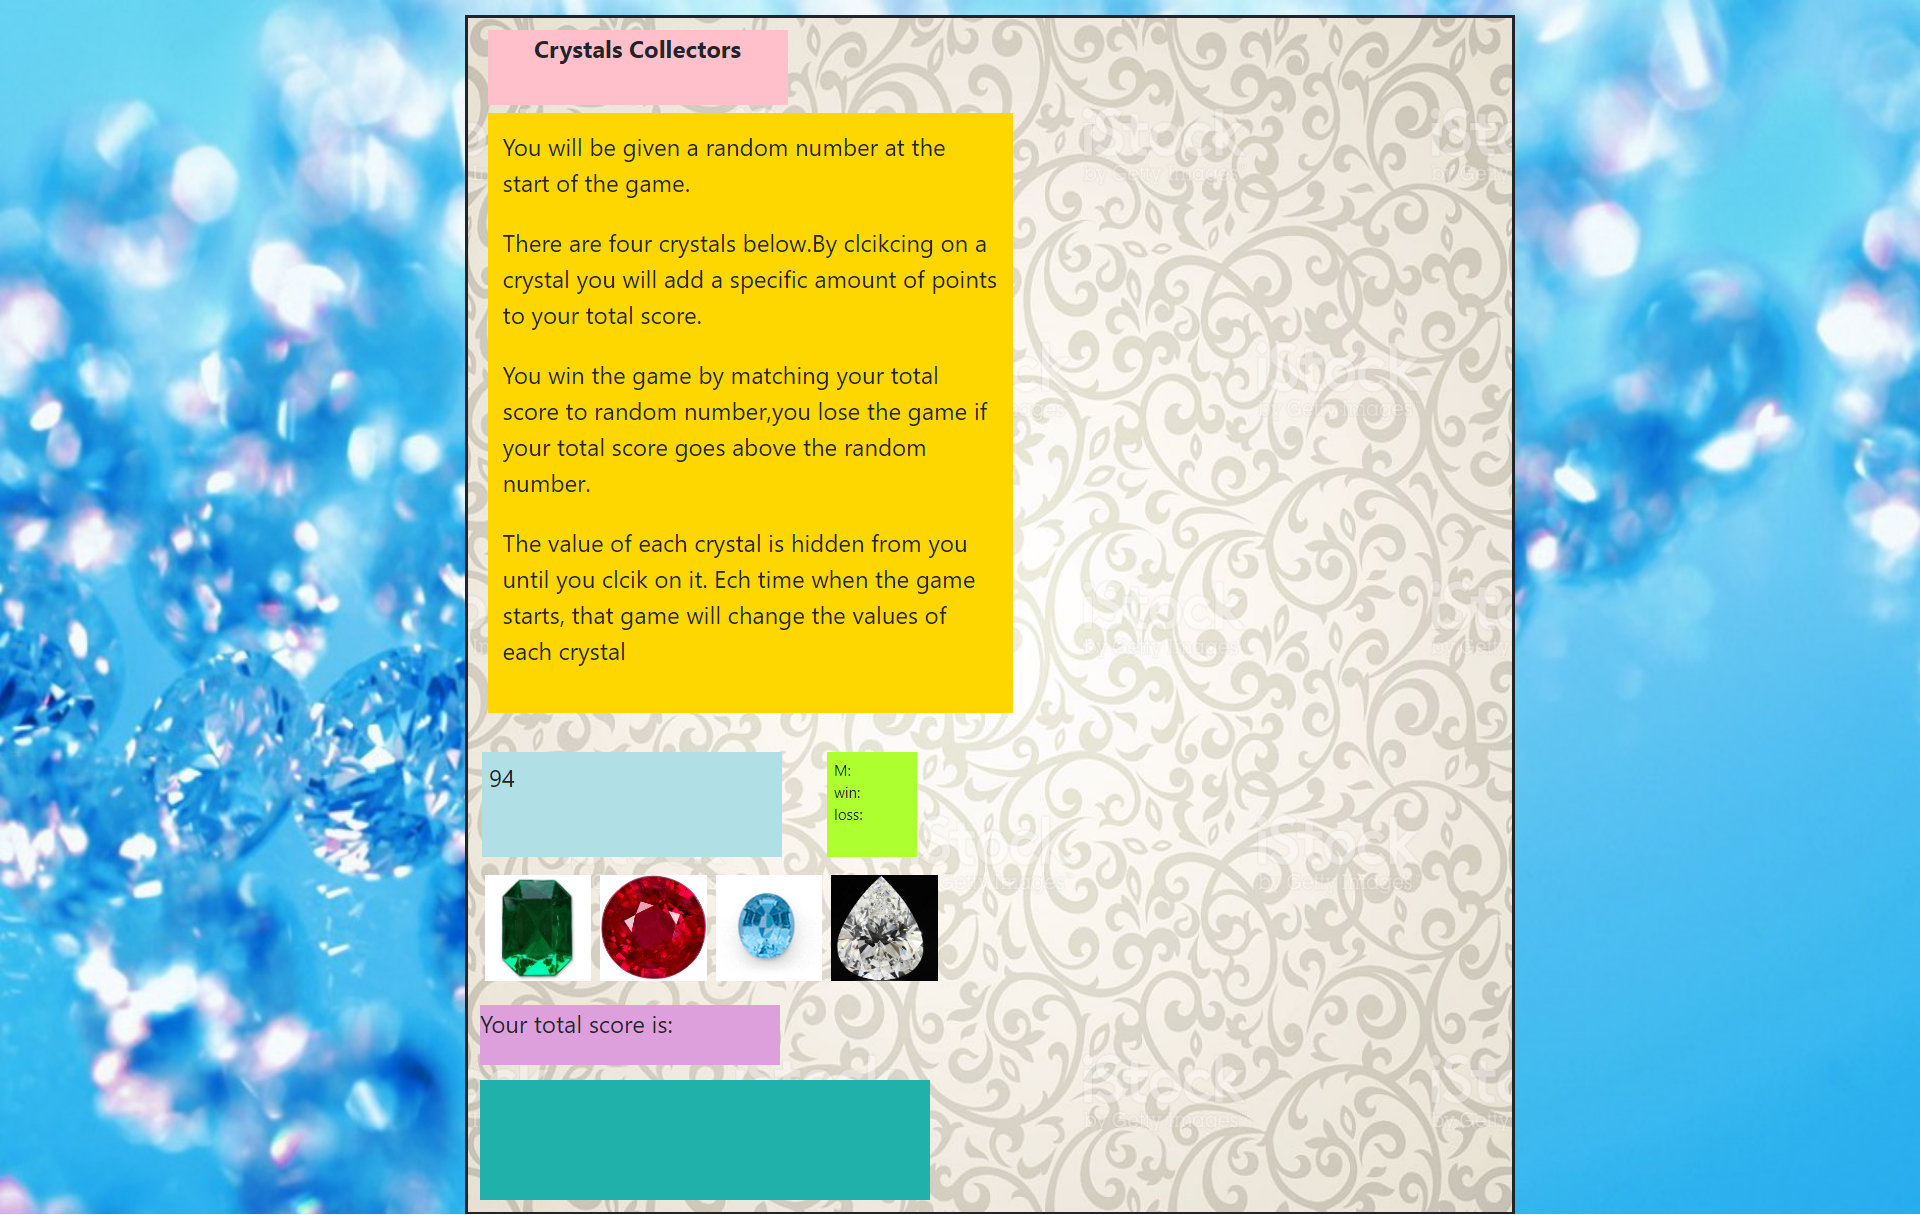 Crystals Collectors
You will be given a random number at the
start of the game.
There are four crystals below.By clcikcing on a
crystal you will add a specific amount of points
to your total score.
You win the game by matching your total
score to random number,you lose the game if
your total score goes above the random
number.
The value of each crystal is hidden from you
until you clcik on it. Ech time when the game
starts, that game will change the values of
each crystal
94
M:
win:
loss:
Your total score is:
iStock
by Getty Images